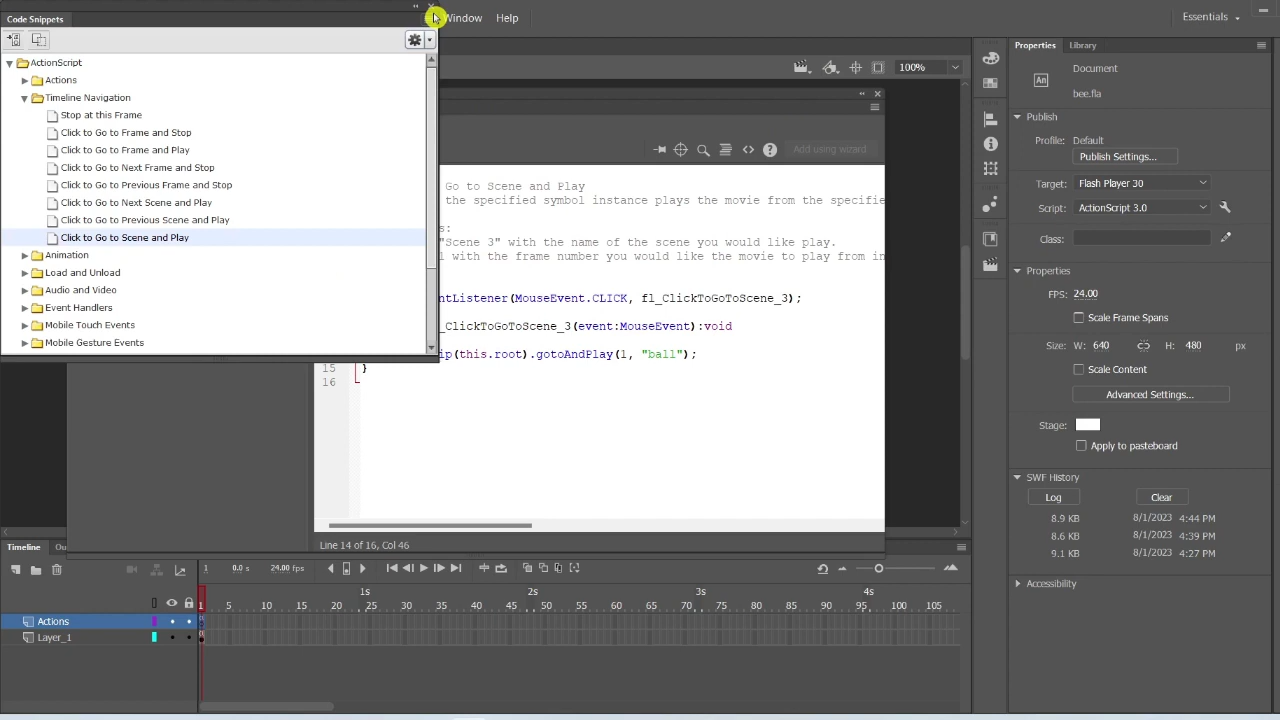 Window Help
Essentials
Code Snippets
ActionScript
Actions
Timeline Navigation
Stop at this Frame
Click to Go to Frame and Stop
Click to Go to Frame and Play
Click to Go to Next Frame and Stop
Click to Go to Previous Frame and Stop
Click to Go to Next Scene and Play
Click to Go to Previous Scene and Play
Click to Go to Scene and Play
Animation
Load and Unload
Audio and Video
Event Handlers
Mobile Touch Events
Mobile Gesture Events
100%
Add using wizard
Go to Scene and Play
the specified symbol instance plays the movie from the specifie
s:
"Scene 3" with the name of the scene you would like play.
l with the frame number you would like the movie to play from in
ntListener(MouseEvent.CLICK, fl_ClickToGoToScene_3);
_ClickToGoToScene_3(event:MouseEvent):void
ip(this.root).gotoAndPlay(1, "ball");
15 }
16
Line 14 of 16, Col 46
Properties Library
Document
An
bee.fla
Publish
Profile: Default
Publish Settings...
Target: Flash Player 30
Script: ActionScript 3.0
Class:
Properties
FPS: 24.00
Scale Frame Spans
Size: W: 640 H: 480 px
Scale Content
Advanced Settings...
Stage:
Apply to pasteboard
SWF History
Log Clear
8.9 KB 8/1/2023 4:44 PM
8.6 KB 8/1/2023 4:39 PM
9.1 KB 8/1/2023 4:27 PM
Accessibility
Timeline Ou
1 0.0 s 24.00 fps
1s 2s 3s 4s
1 5 10 15 20 25 30 35 40 45 50 55 60 65 70 75 80 85 90 95 100 105
Actions
Layer_1